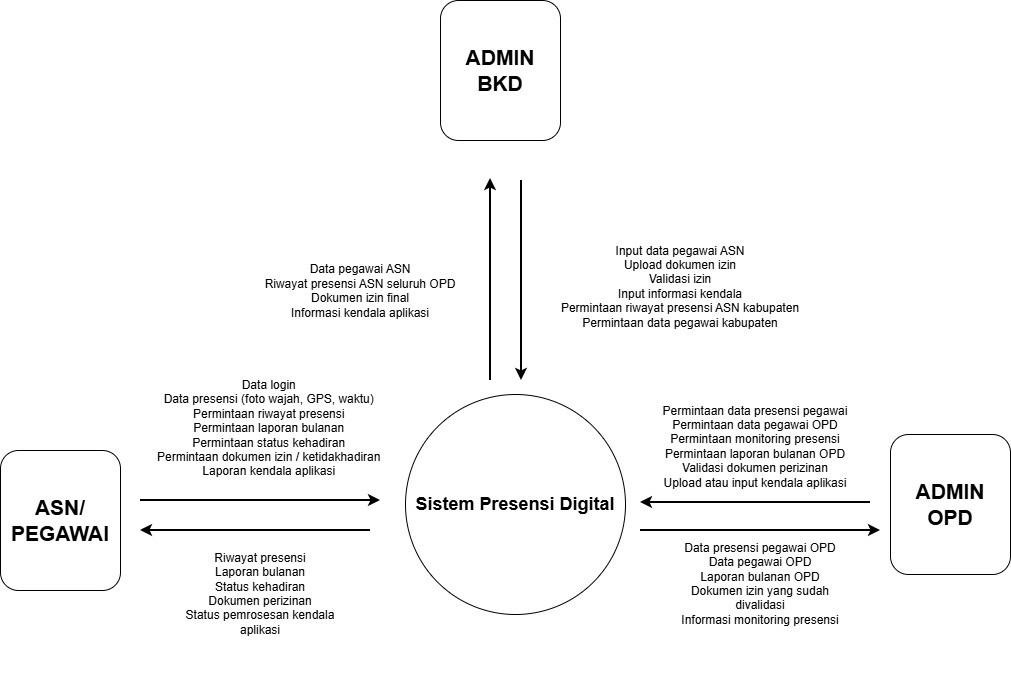 ADMIN
BKD
Data pegawai ASN
Riwayat presensi ASN seluruh OPD
Dokumen izin final
Informasi kendala aplikasi
Input data pegawai ASN
Upload dokumen izin
Validasi izin
Input informasi kendala
Permintaan riwayat presensi ASN kabupaten
Permintaan data pegawai kabupaten
Data login
Data presensi (foto wajah, GPS, waktu)
Permintaan riwayat presensi
Permintaan laporan bulanan
Permintaan status kehadiran
Permintaan dokumen izin / ketidakhadiran
Laporan kendala aplikasi
ASN/
PEGAWAI
Riwayat presensi
Laporan bulanan
Status kehadiran
Dokumen perizinan
Status pemrosesan kendala
aplikasi
Sistem Presensi Digital
Permintaan data presensi pegawai
Permintaan data pegawai OPD
Permintaan monitoring presensi
Permintaan laporan bulanan OPD
Validasi dokumen perizinan
Upload atau input kendala aplikasi
ADMIN
OPD
Data presensi pegawai OPD
Data pegawai OPD
Laporan bulanan OPD
Dokumen izin yang sudah
divalidasi
Informasi monitoring presensi